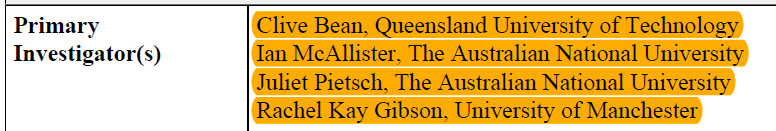 Primary
Investigator(s)
Clive Bean, Queensland University of Technology
Ian McAllister, The Australian National University
Juliet Pietsch, The Australian National University
Rachel Kay Gibson, University of Manchester